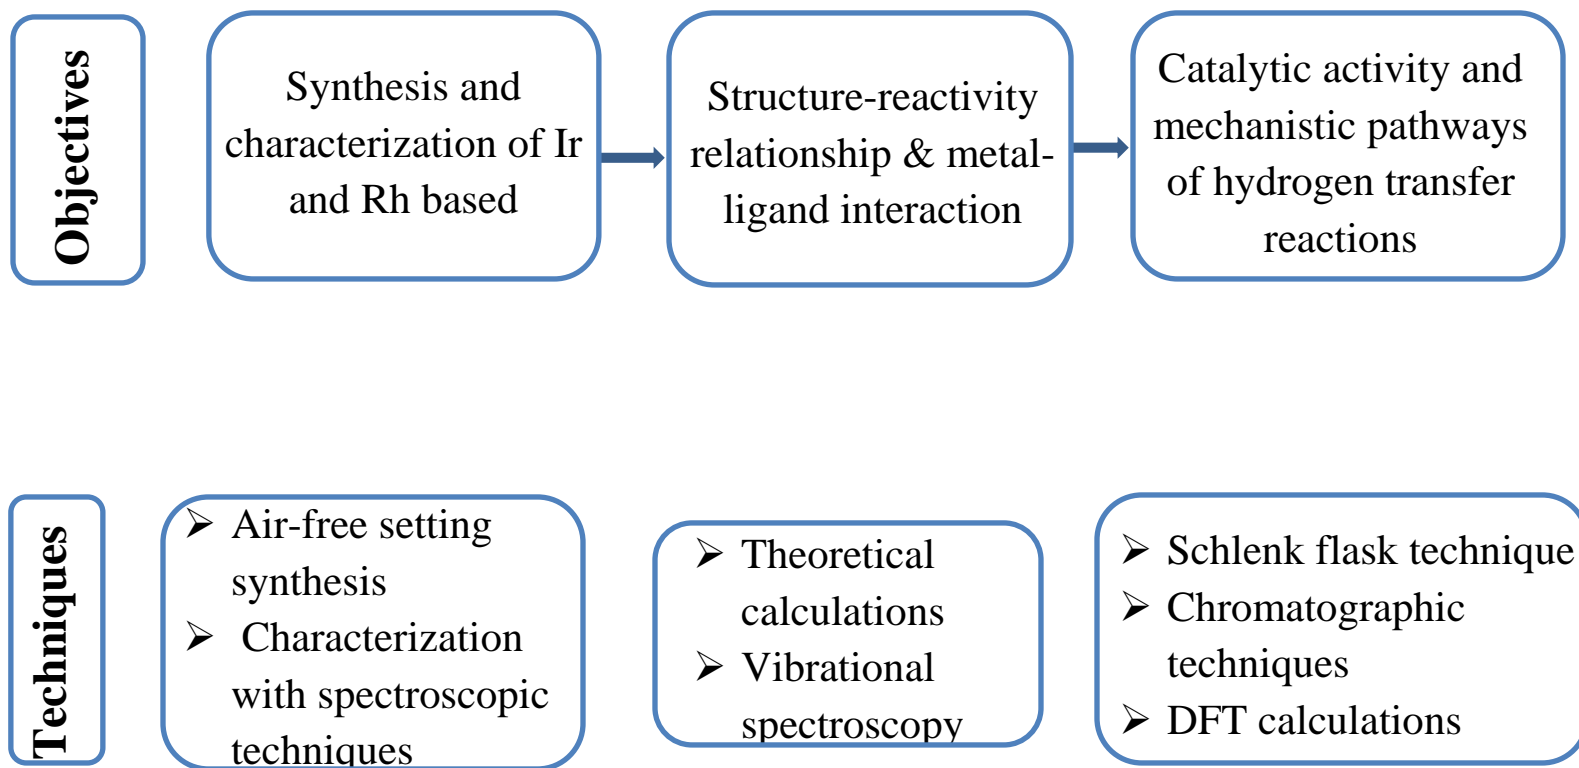 Objectives
Synthesis and
characterization of Ir
and Rh based
Structure-reactivity
relationship & metal-
ligand interaction
Catalytic activity and
mechanistic pathways
of hydrogen transfer
reactions
Techniques
➢ Air-free setting
synthesis
➢ Characterization
with spectroscopic
techniques
➢ Theoretical
calculations
➢ Vibrational
spectroscopy
➢ Schlenk flask technique
➢ Chromatographic
techniques
➢ DFT calculations